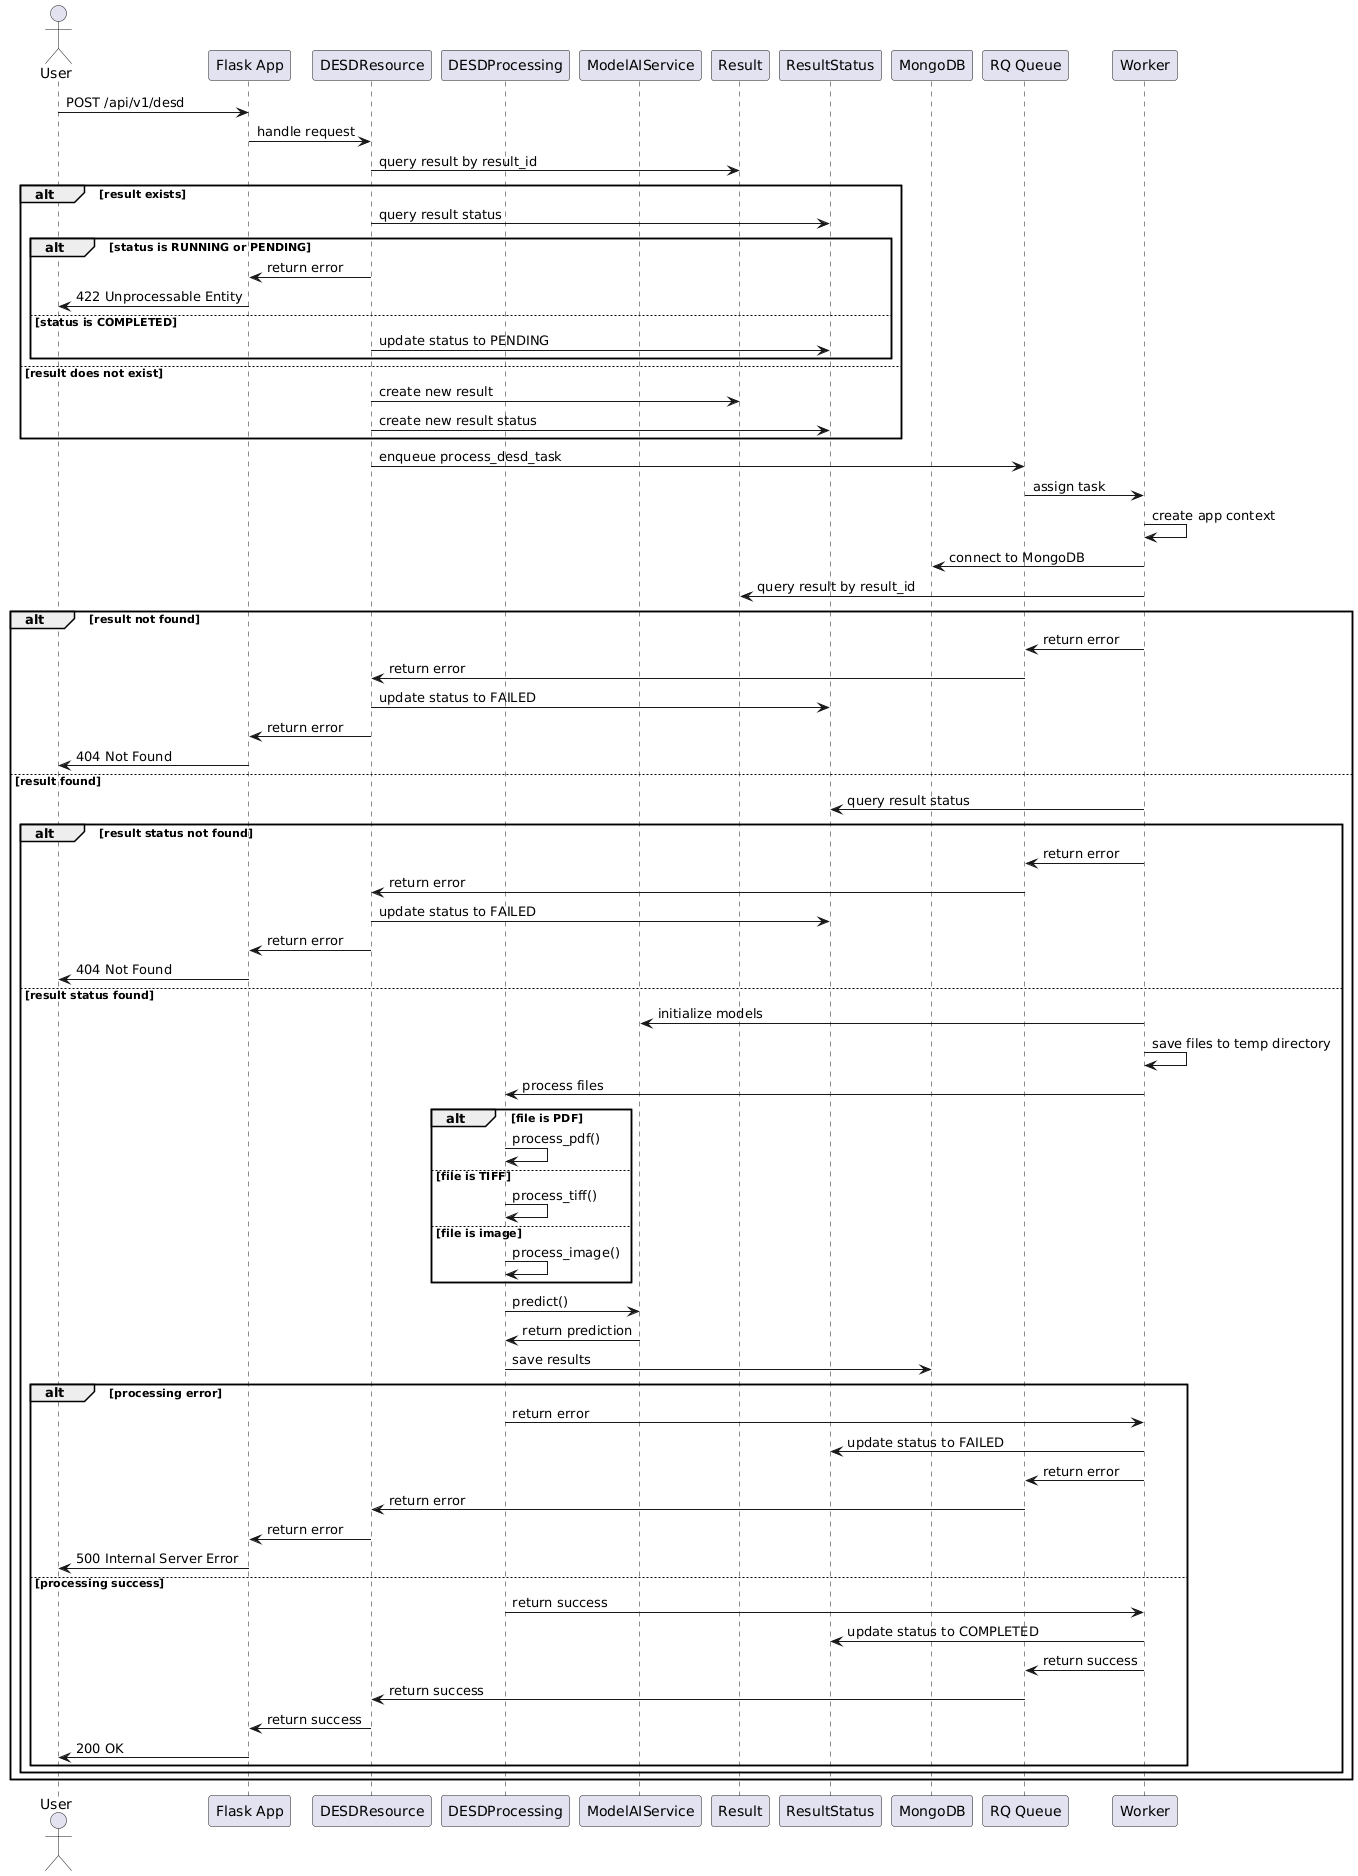 User
Flask App
DESDResource
DESDProcessing
ModelAIService
Result
ResultStatus
MongoDB
RQ Queue
Worker
POST /api/v1/desd
handle request
query result by result_id
alt [result exists]
query result status
alt [status is RUNNING or PENDING]
return error
422 Unprocessable Entity
[status is COMPLETED]
update status to PENDING
[result does not exist]
create new result
create new result status
enqueue process_desd_task
assign task
create app context
connect to MongoDB
query result by result_id
alt [result not found]
return error
return error
update status to FAILED
return error
404 Not Found
[result found]
query result status
alt [result status not found]
return error
return error
update status to FAILED
return error
404 Not Found
[result status found]
initialize models
save files to temp directory
process files
alt [file is PDF]
process_pdf()
[file is TIFF]
process_tiff()
[file is image]
process_image()
predict()
return prediction
save results
alt [processing error]
return error
update status to FAILED
return error
return error
return error
500 Internal Server Error
[processing success]
return success
update status to COMPLETED
return success
return success
return success
200 OK
User
Flask App
DESDResource
DESDProcessing
ModelAIService
Result
ResultStatus
MongoDB
RQ Queue
Worker